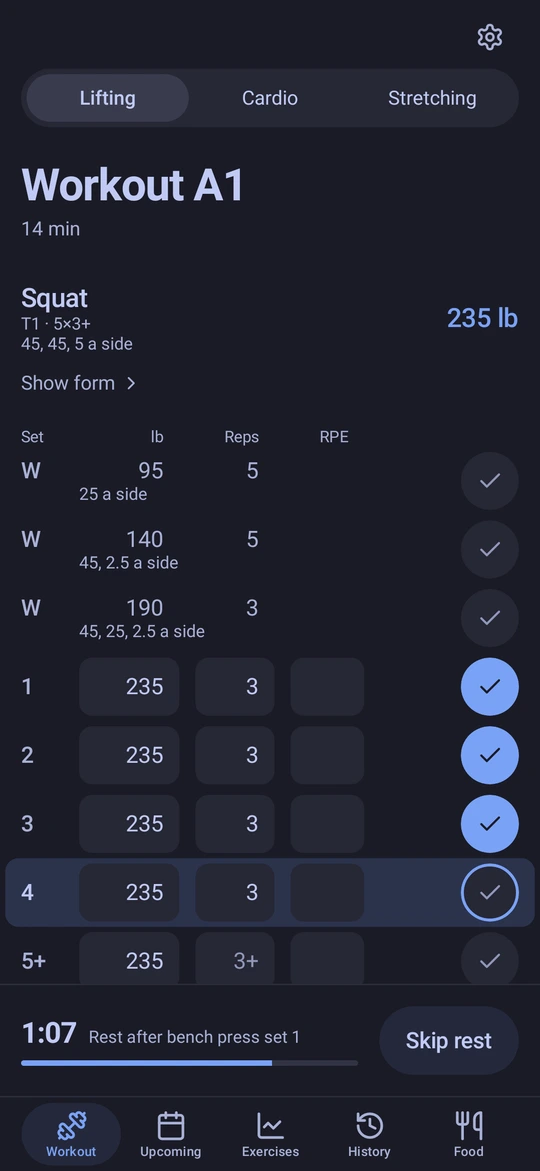 Lifting Cardio Stretching
Workout A1
14 min
Squat
T1 · 5×3+
45, 45, 5 a side
235 lb
Show form
Set lb Reps RPE
W 95 5
25 a side
W 140 5
45, 2.5 a side
W 190 3
45, 25, 2.5 a side
1 235 3
2 235 3
3 235 3
4 235 3
5+ 235 3+
1:07 Rest after bench press set 1
Skip rest
Workout Upcoming Exercises History Food